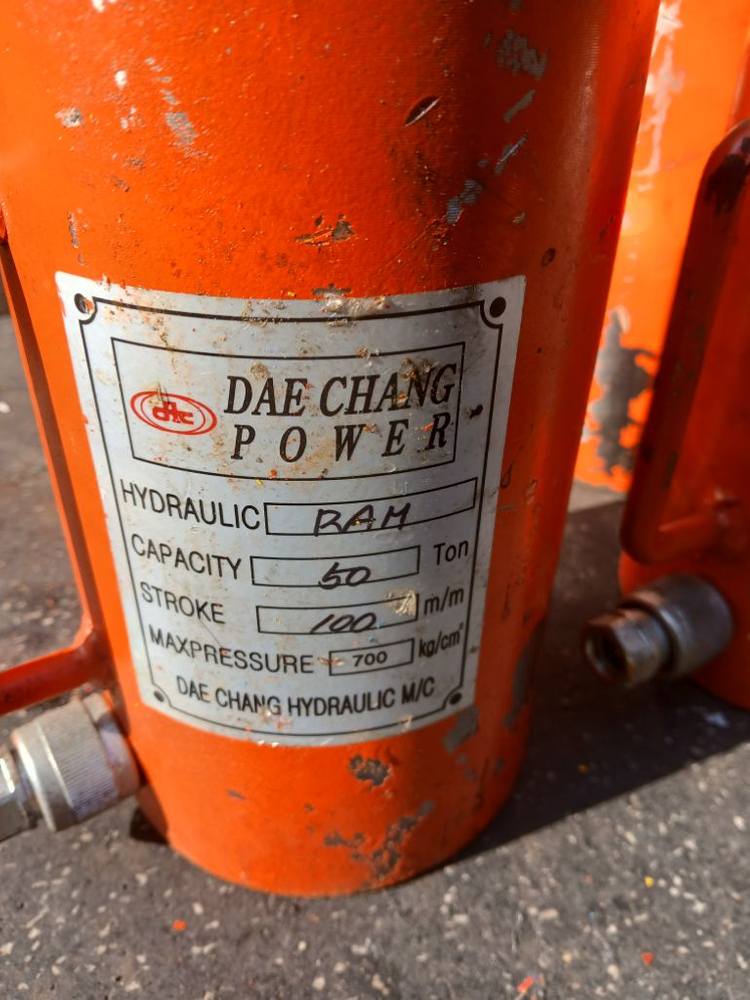 DAE CHANG
POWER
HYDRAULIC RAM
CAPACITY 50 Ton
STROKE 100 m/m
MAXPRESSURE 700 kg/cm²
DAE CHANG HYDRAULIC M/C